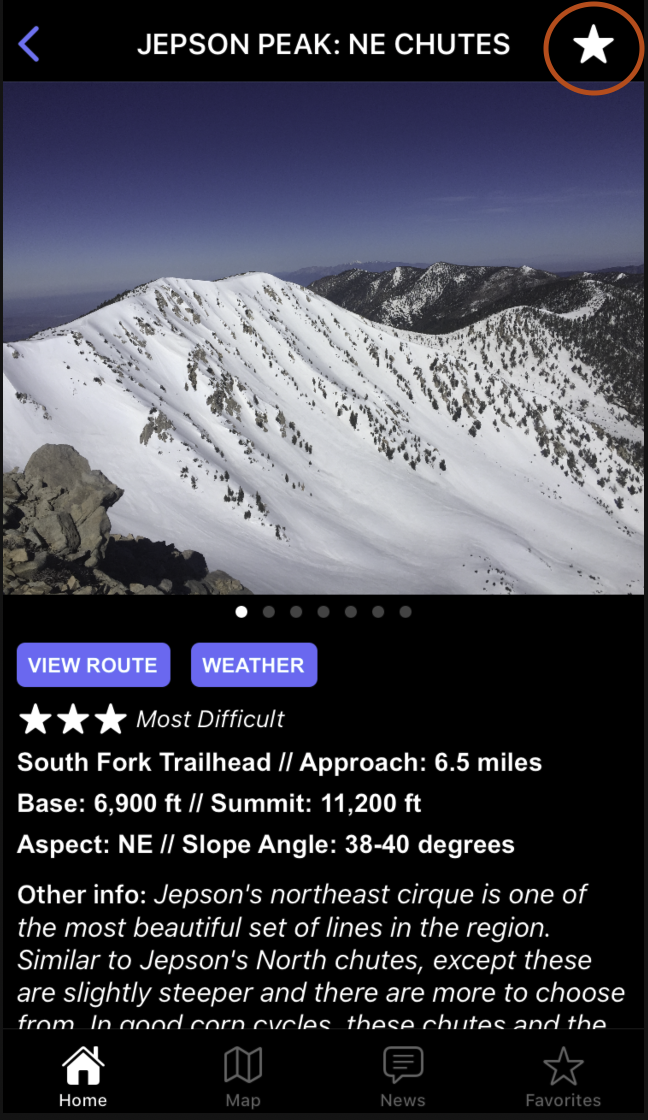 JEPSON PEAK: NE CHUTES
VIEW ROUTE WEATHER
Most Difficult
South Fork Trailhead // Approach: 6.5 miles
Base: 6,900 ft // Summit: 11,200 ft
Aspect: NE // Slope Angle: 38-40 degrees
Other info: Jepson's northeast cirque is one of
the most beautiful set of lines in the region.
Similar to Jepson's North chutes, except these
are slightly steeper and there are more to choose
from. In good corn cycles, these chutes and the
Home Map News Favorites